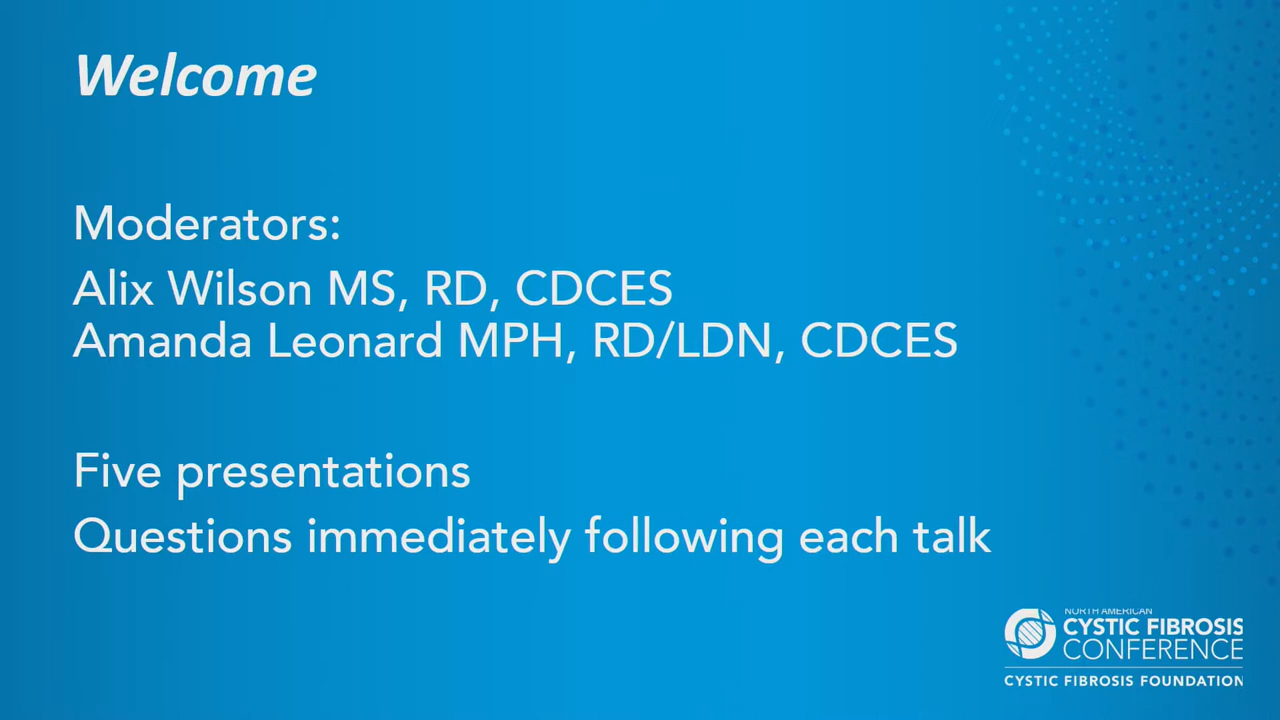 Welcome
Moderators:
Alix Wilson MS, RD, CDCES
Amanda Leonard MPH, RD/LDN, CDCES
Five presentations
Questions immediately following each talk
NORTH AMERICAN
CYSTIC FIBROSIS
CONFERENCE
CYSTIC FIBROSIS FOUNDATION